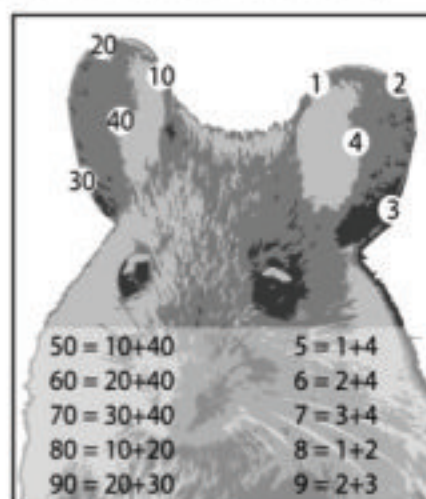 20
10
1
2
40
4
30
3
50 = 10+40
5 = 1+4
60 = 20+40
6 = 2+4
70 = 30+40
7 = 3+4
80 = 10+20
8 = 1+2
90 = 20+30
9 = 2+3